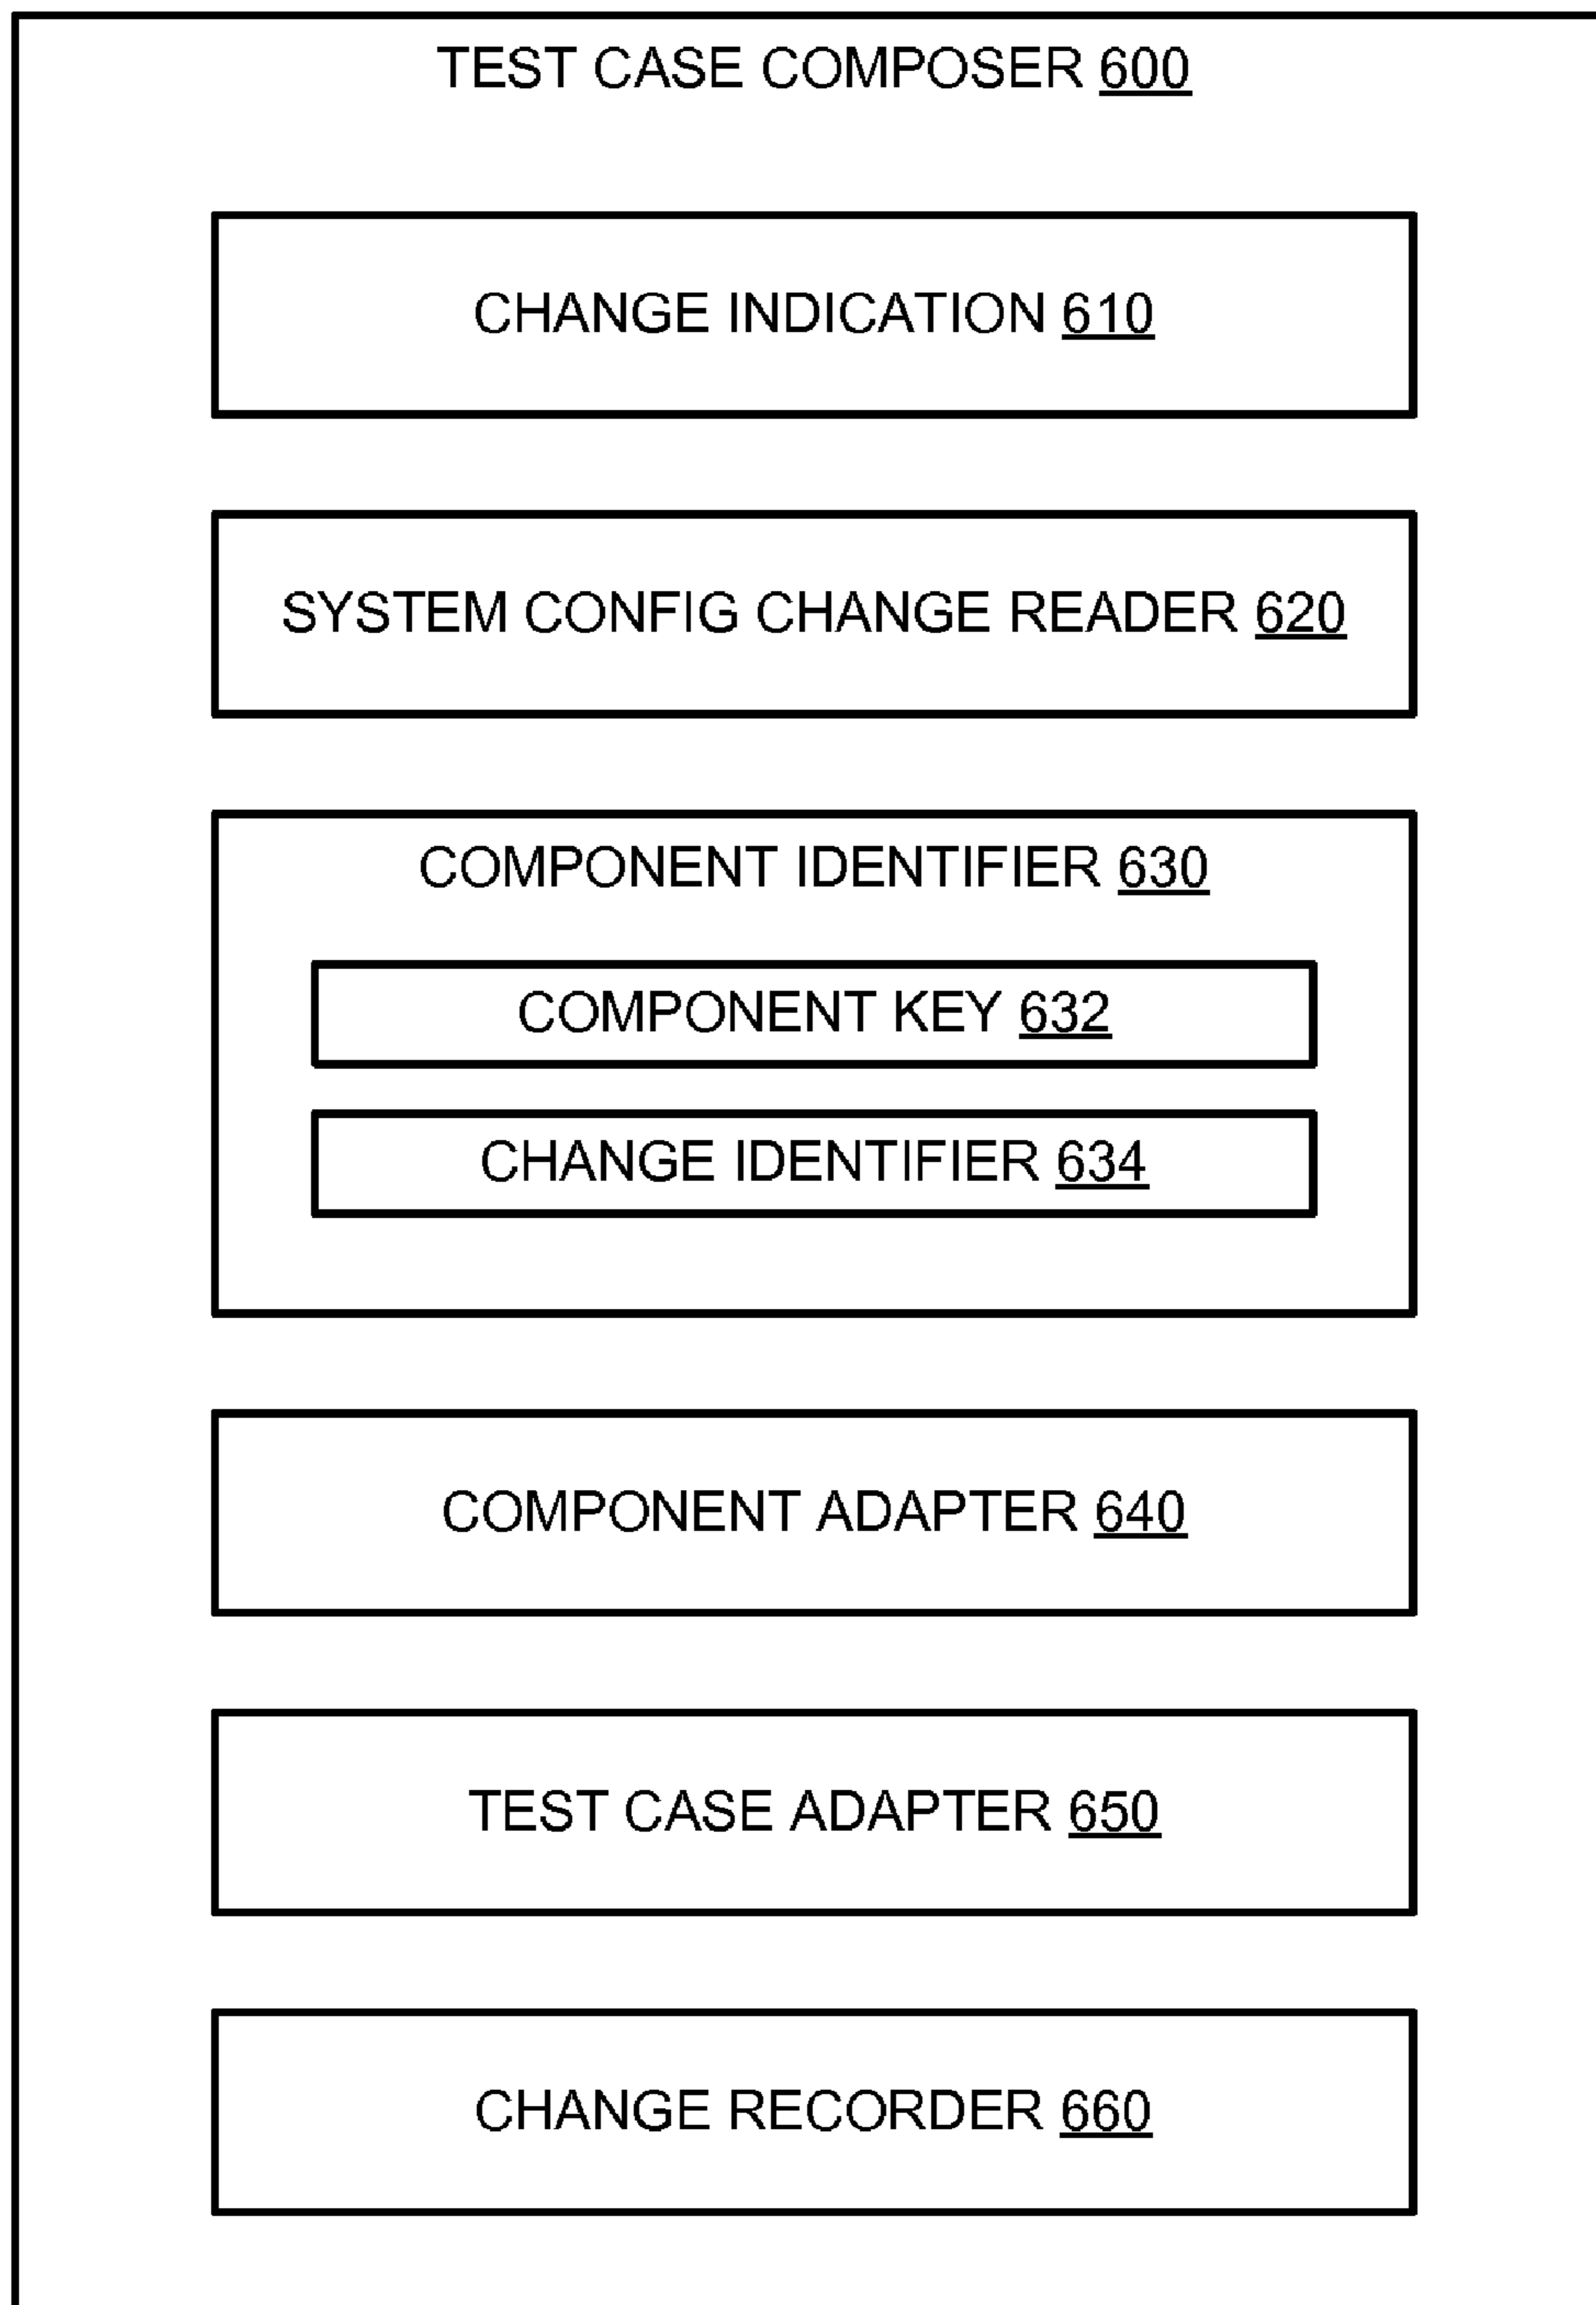 TEST CASE COMPOSER 600
CHANGE INDICATION 610
SYSTEM CONFIG CHANGE READER 620
COMPONENT IDENTIFIER 630
COMPONENT KEY 632
CHANGE IDENTIFIER 634
COMPONENT ADAPTER 640
TEST CASE ADAPTER 650
CHANGE RECORDER 660